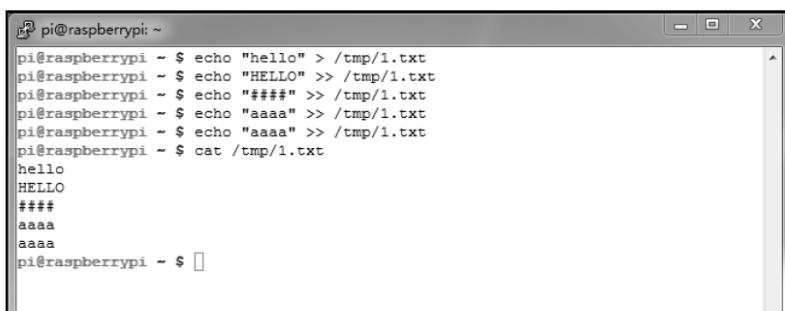 pi@raspberrypi: ~
pi@raspberrypi ~ $ echo "hello" > /tmp/1.txt
pi@raspberrypi ~ $ echo "HELLO" >> /tmp/1.txt
pi@raspberrypi ~ $ echo "####" >> /tmp/1.txt
pi@raspberrypi ~ $ echo "aaaa" >> /tmp/1.txt
pi@raspberrypi ~ $ echo "aaaa" >> /tmp/1.txt
pi@raspberrypi ~ $ cat /tmp/1.txt
hello
HELLO
####
aaaa
aaaa
pi@raspberrypi ~ $